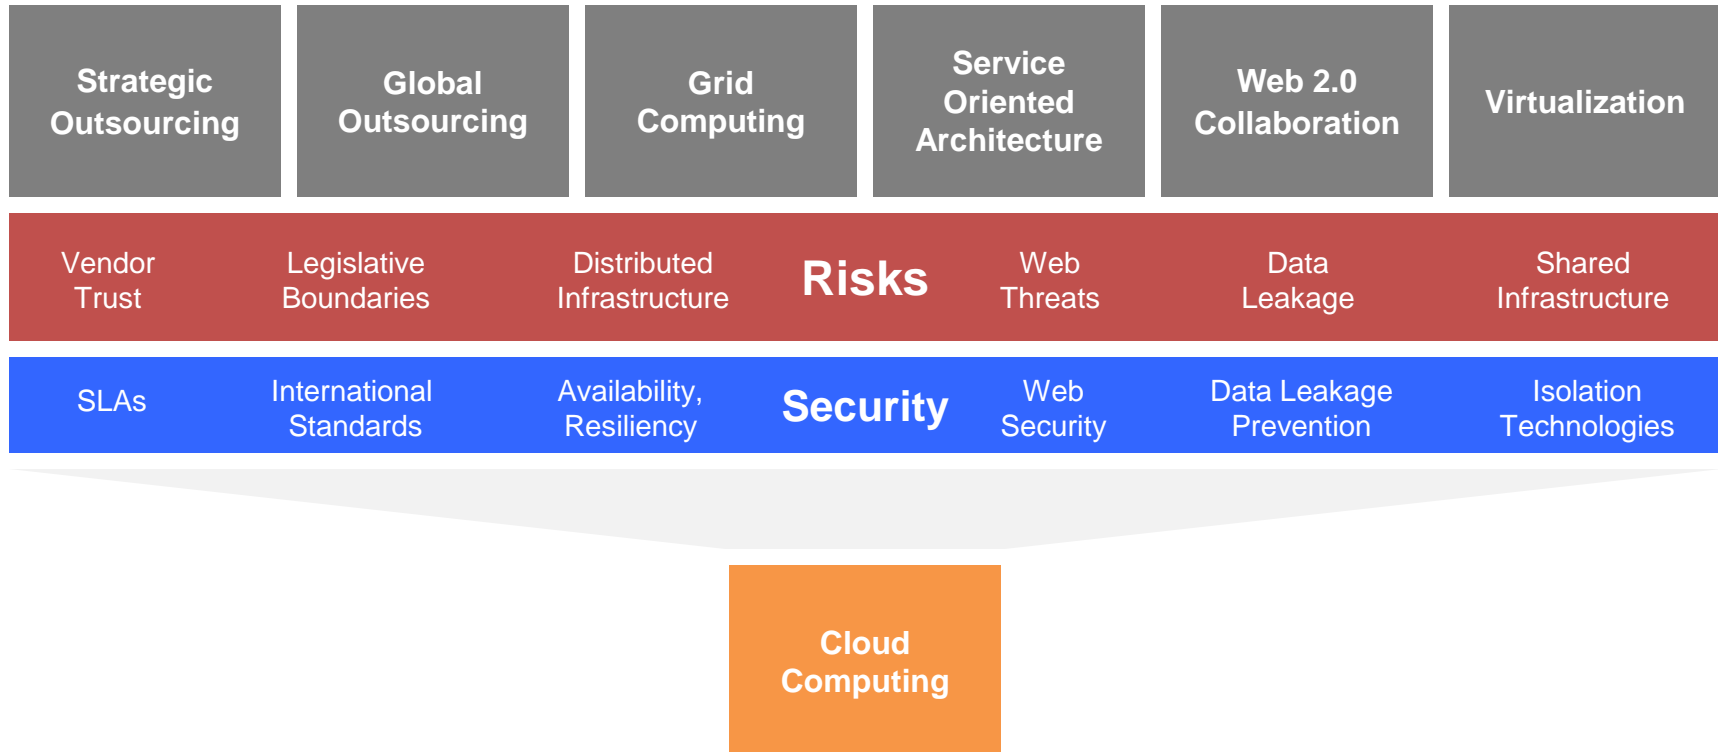 Strategic
Outsourcing
Global
Outsourcing
Grid
Computing
Service
Oriented
Architecture
Web 2.0
Collaboration
Virtualization
Vendor
Trust
Legislative
Boundaries
Distributed
Infrastructure
Risks
Web
Threats
Data
Leakage
Shared
Infrastructure
SLAs
International
Standards
Availability,
Resiliency
Security
Web
Security
Data Leakage
Prevention
Isolation
Technologies
Cloud
Computing